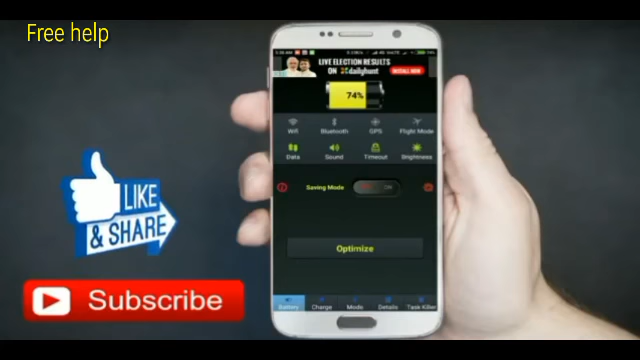 Free help
LIVE ELECTION RESULTS
ON dailyhunt
INSTALL NOW
74%
Wifi Bluetooth GPS Flight Mode
Data Sound Timeout Brightness
Saving Mode ON
Optimize
Battery Charge Mode Details Task Killer
LIKE
& SHARE
Subscribe